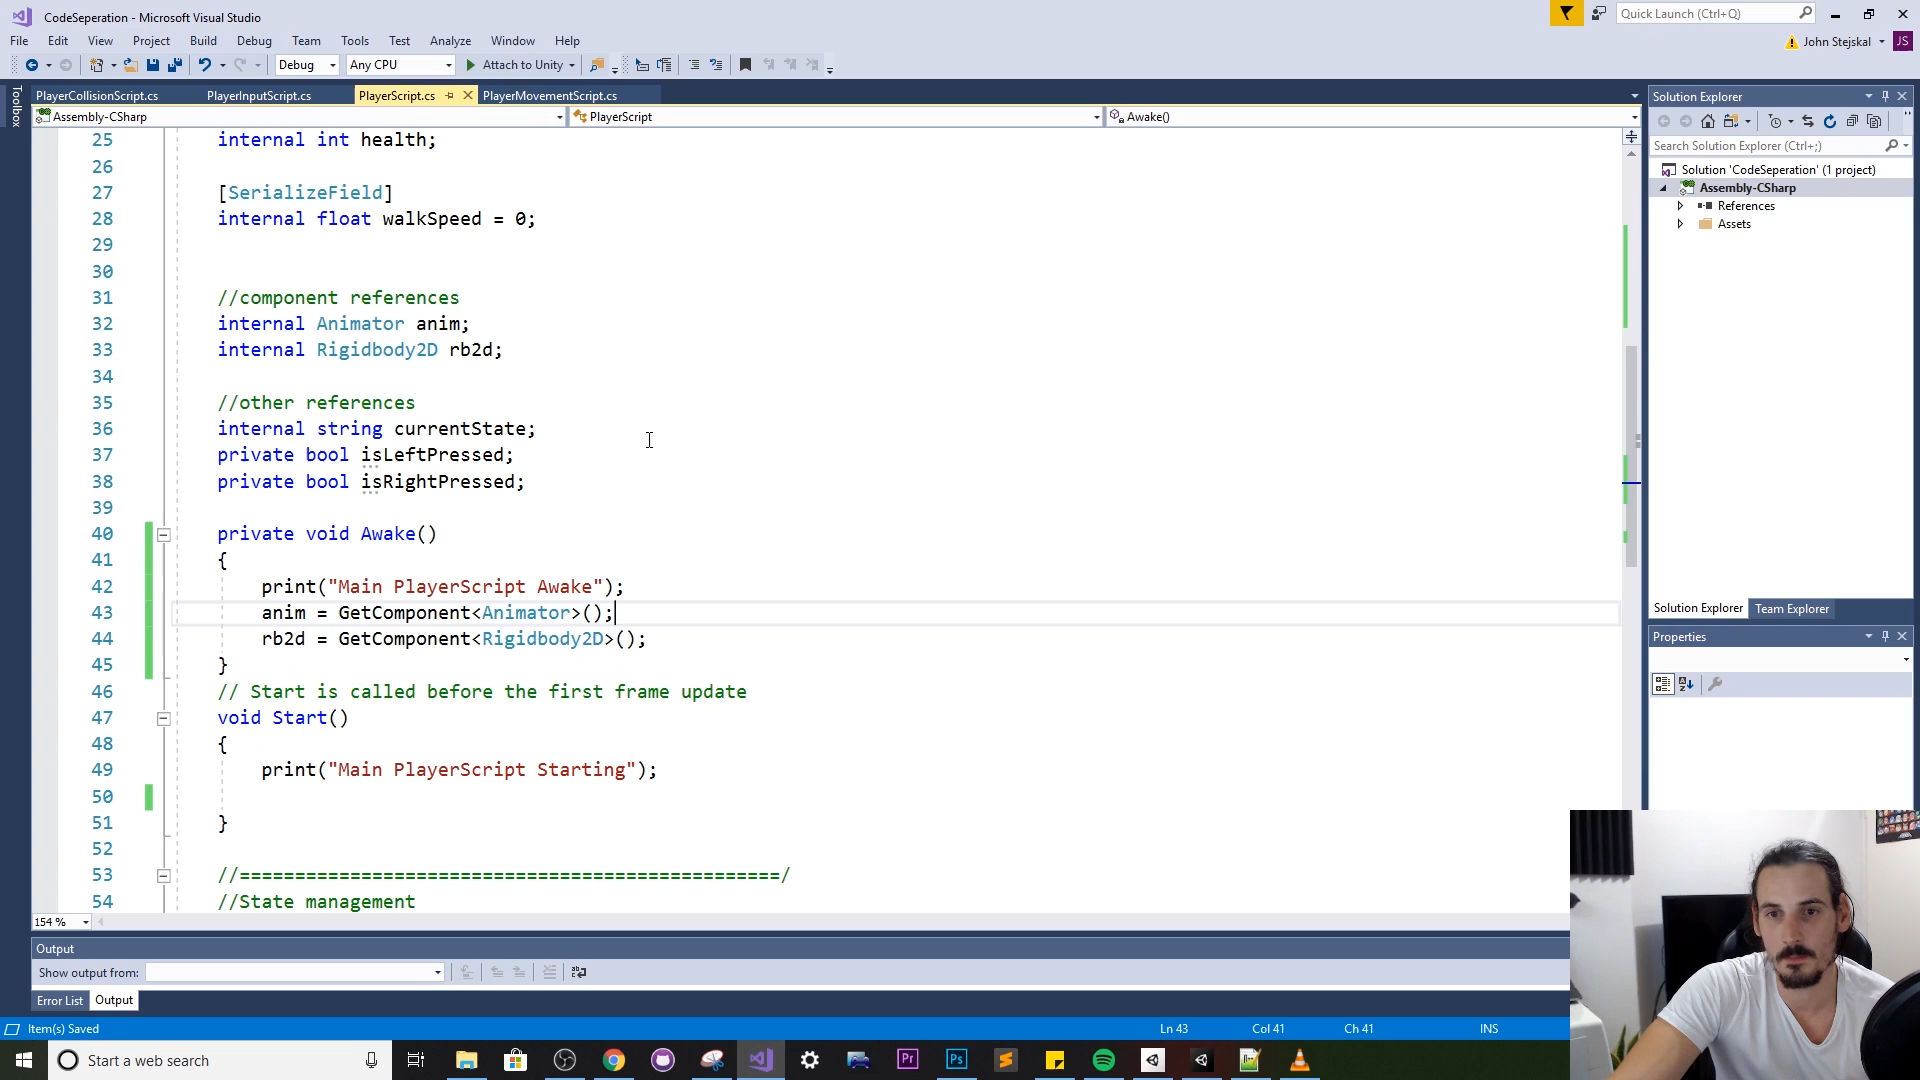 CodeSeperation - Microsoft Visual Studio
Quick Launch (Ctrl+Q)
File Edit View Project Build Debug Team Tools Test Analyze Window Help
John Stejskal JS
Debug Any CPU Attach to Unity
Toolbox
PlayerCollisionScript.cs PlayerInputScript.cs PlayerScript.cs PlayerMovementScript.cs
Assembly-CSharp PlayerScript Awake()
25 internal int health;
26
27 [SerializeField]
28 internal float walkSpeed = 0;
29
30
31 //component references
32 internal Animator anim;
33 internal Rigidbody2D rb2d;
34
35 //other references
36 internal string currentState;
37 private bool isLeftPressed;
38 private bool isRightPressed;
39
40 private void Awake()
41 {
42 print("Main PlayerScript Awake");
43 anim = GetComponent<Animator>();
44 rb2d = GetComponent<Rigidbody2D>();
45 }
46 // Start is called before the first frame update
47 void Start()
48 {
49 print("Main PlayerScript Starting");
50
51 }
52
53 //=================================================/
54 //State management
154 %
Solution Explorer
Search Solution Explorer (Ctrl+;)
Solution 'CodeSeperation' (1 project)
Assembly-CSharp
References
Assets
Solution Explorer Team Explorer
Properties
Output
Show output from:
Error List Output
Item(s) Saved Ln 43 Col 41 Ch 41 INS
Start a web search
Pr Ps